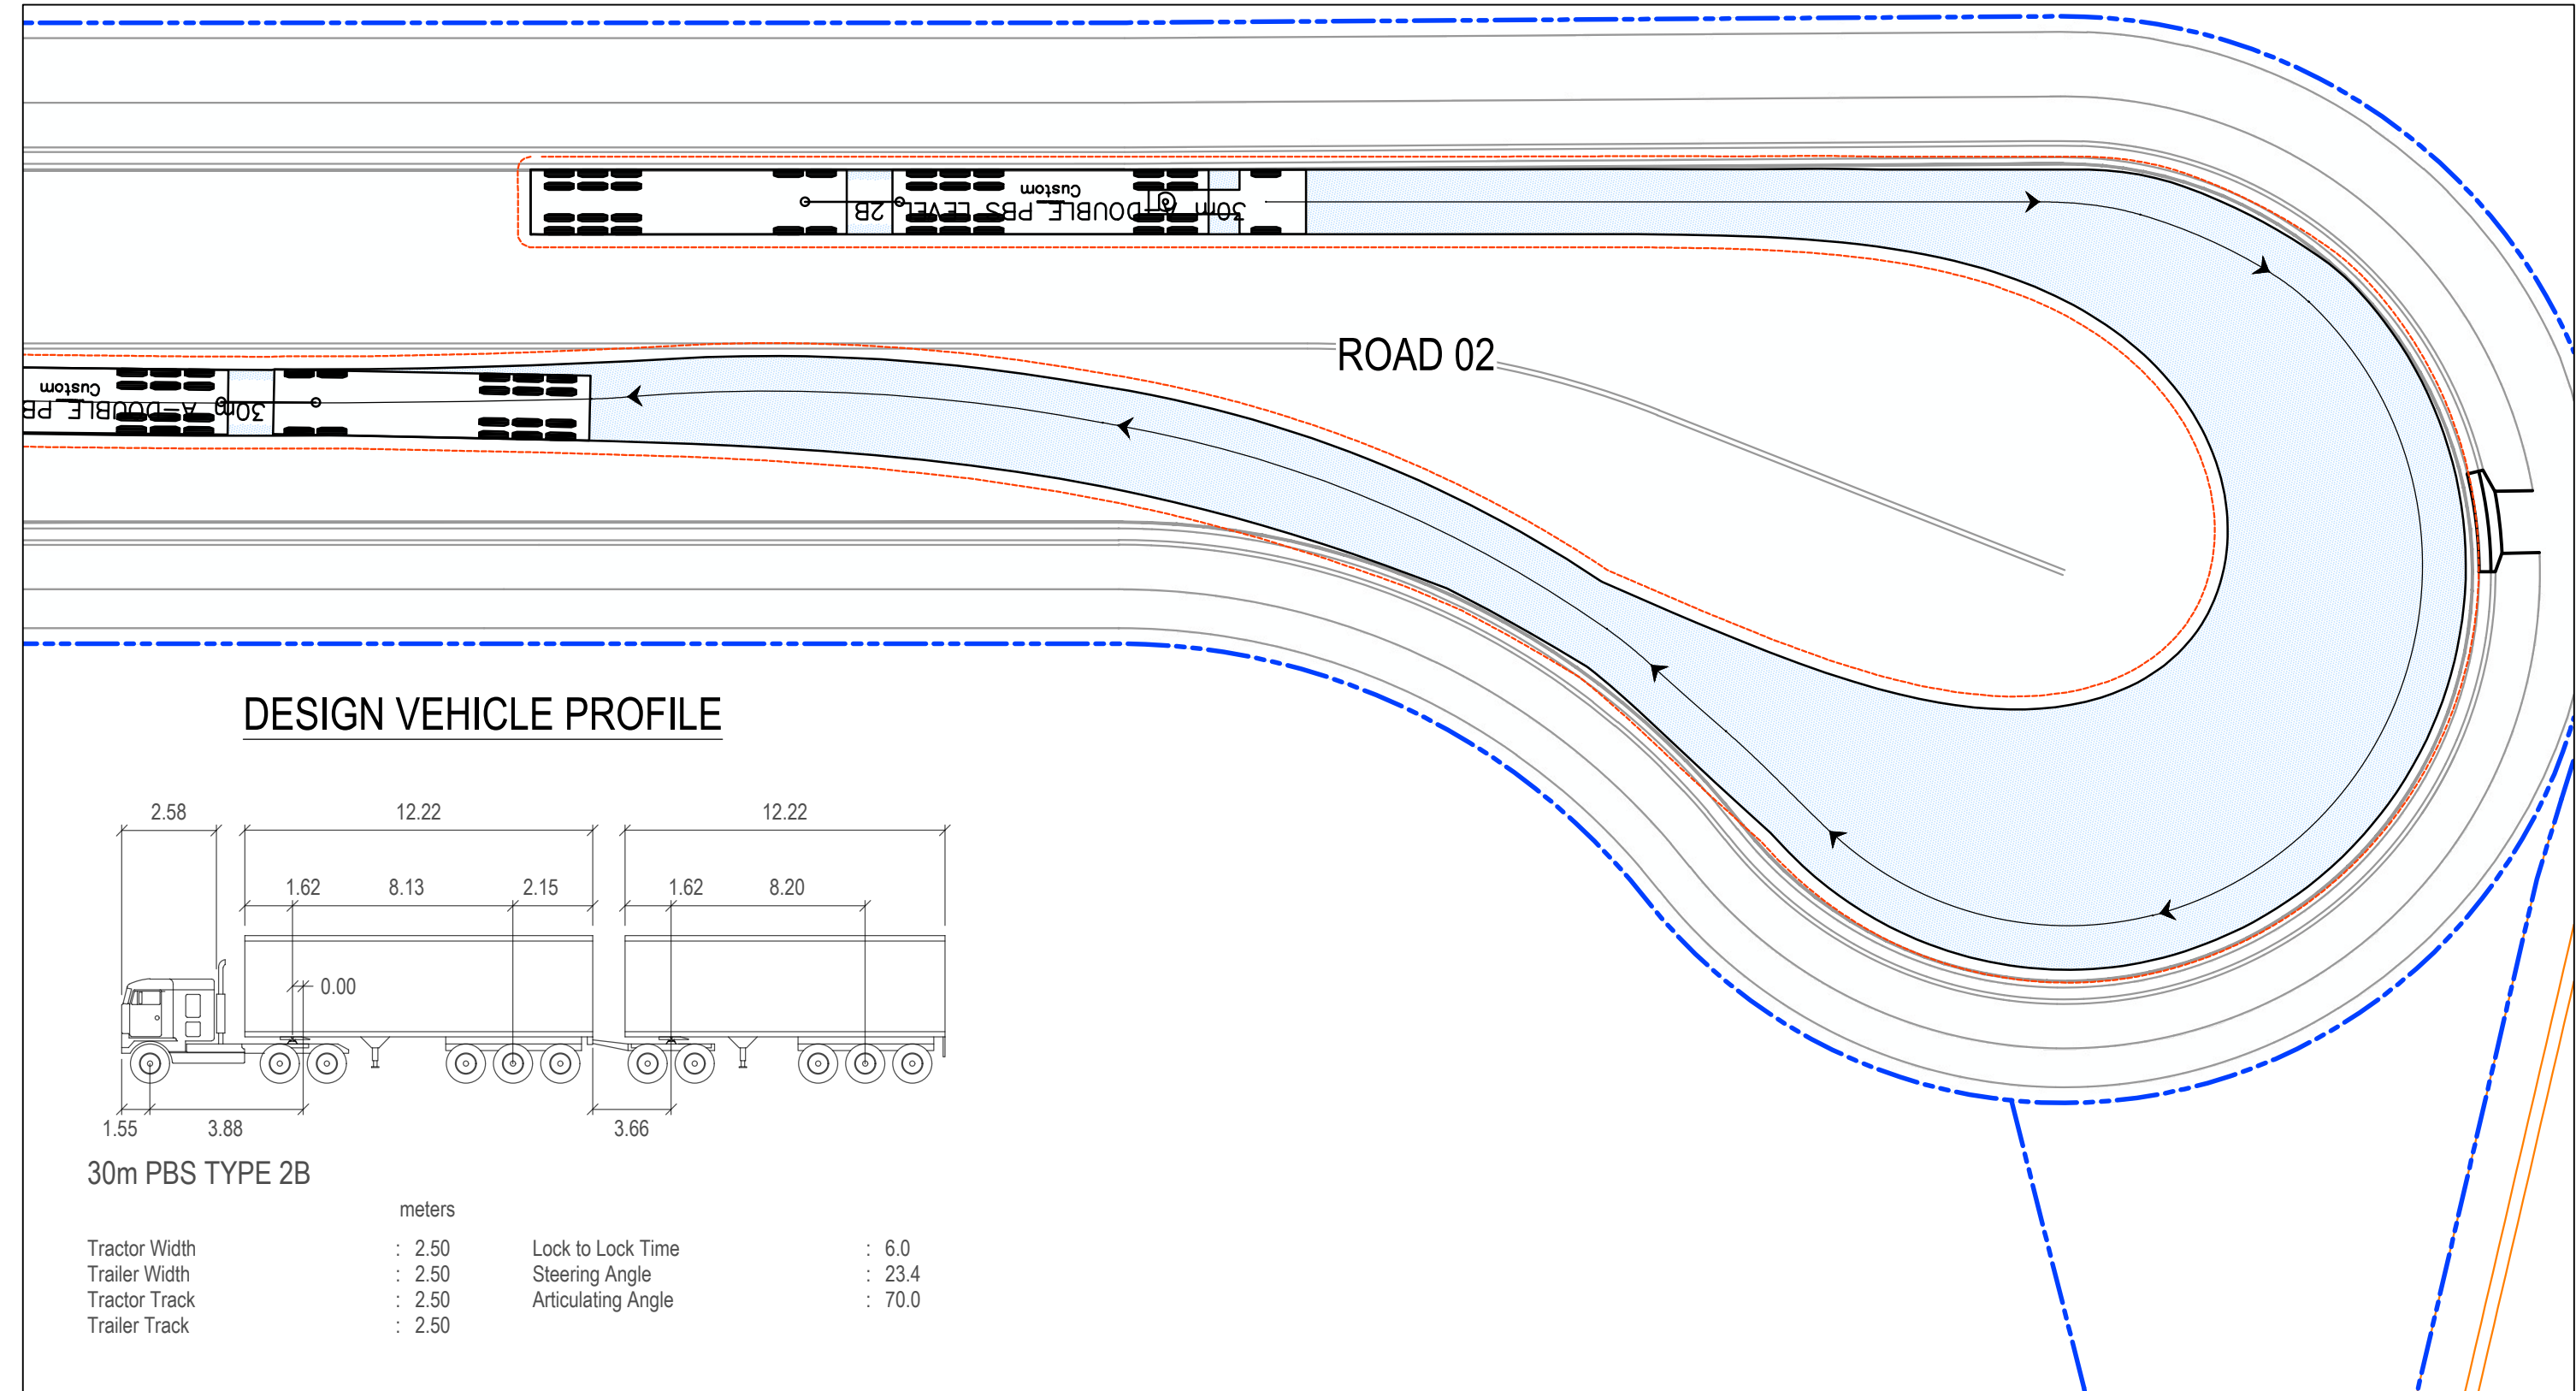 Custom
30m A-DOUBLE PBS LEVEL 2B
ROAD 02
Custom
30m A-DOUBLE PB
DESIGN VEHICLE PROFILE
2.58 12.22 12.22
1.62 8.13 2.15 1.62 8.20
0.00
1.55 3.88 3.66
30m PBS TYPE 2B
meters
Tractor Width : 2.50 Lock to Lock Time : 6.0
Trailer Width : 2.50 Steering Angle : 23.4
Tractor Track : 2.50 Articulating Angle : 70.0
Trailer Track : 2.50